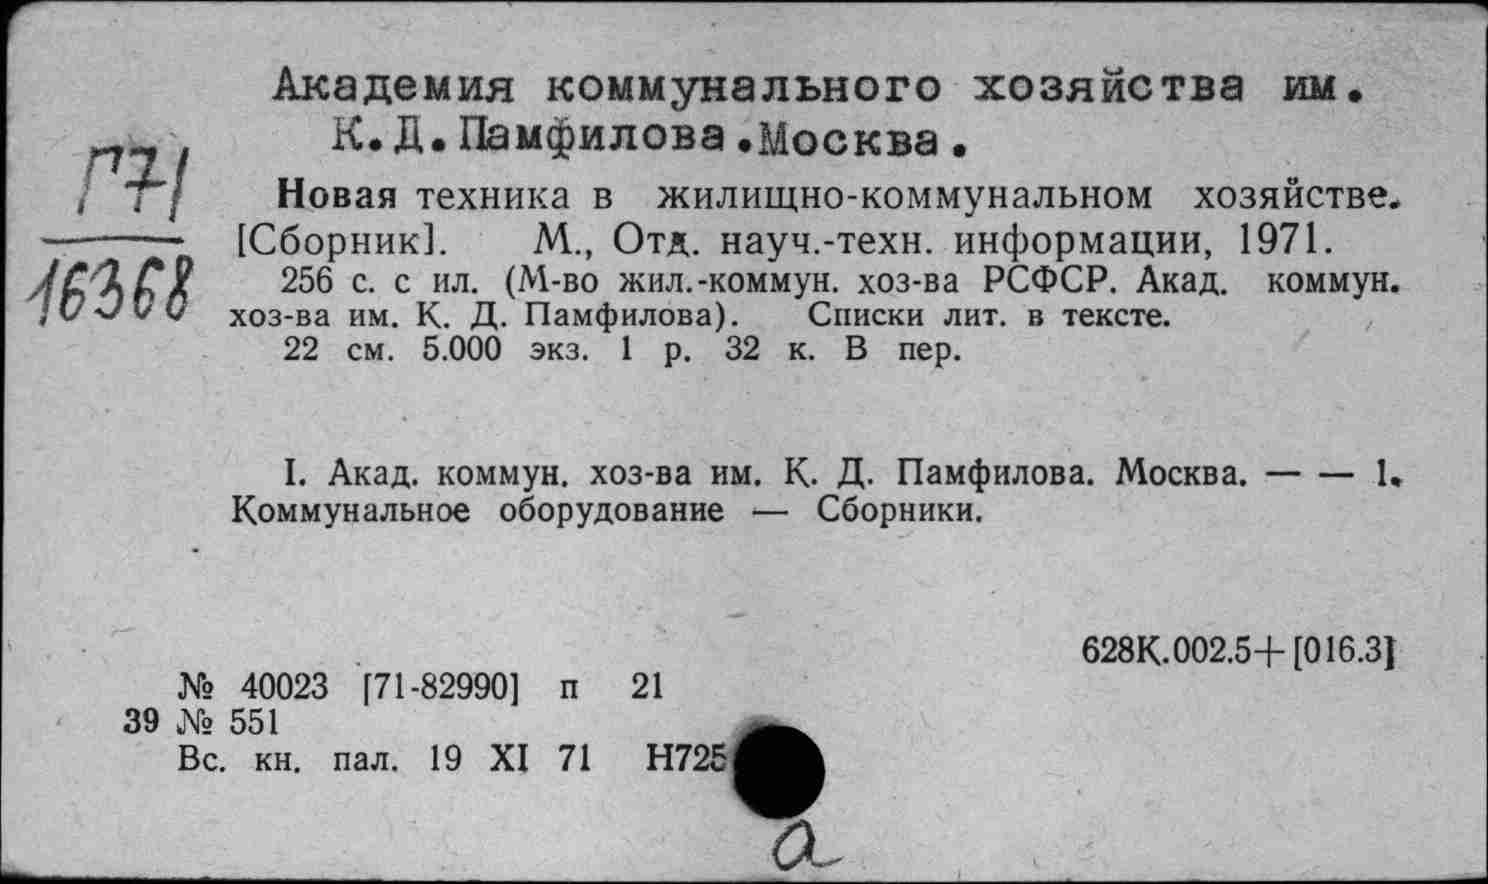 Академия коммунального хозяйства им.
К.Д.Памфилова.Москва.
П71
16368
Новая техника в жилищно-коммунальном хозяйстве.
[Сборник]. М., Отд. науч.-техн. информации, 1971.
256 с. с ил. (М-во жил.-коммун. хоз-ва РСФСР. Акад. коммун.
хоз-ва им. К. Д. Памфилова). Списки лит. в тексте.
22 см. 5.000 экз. 1 р. 32 к. В пер.
I. Акад. коммун. хоз-ва им. К. Д. Памфилова. Москва. — — 1.
Коммунальное оборудование — Сборники.
628К.002.5+[016.3]
№ 40023 [71-82990] п 21
39 № 551
Вс. кн. пал. 19 XI 71 Н725
а